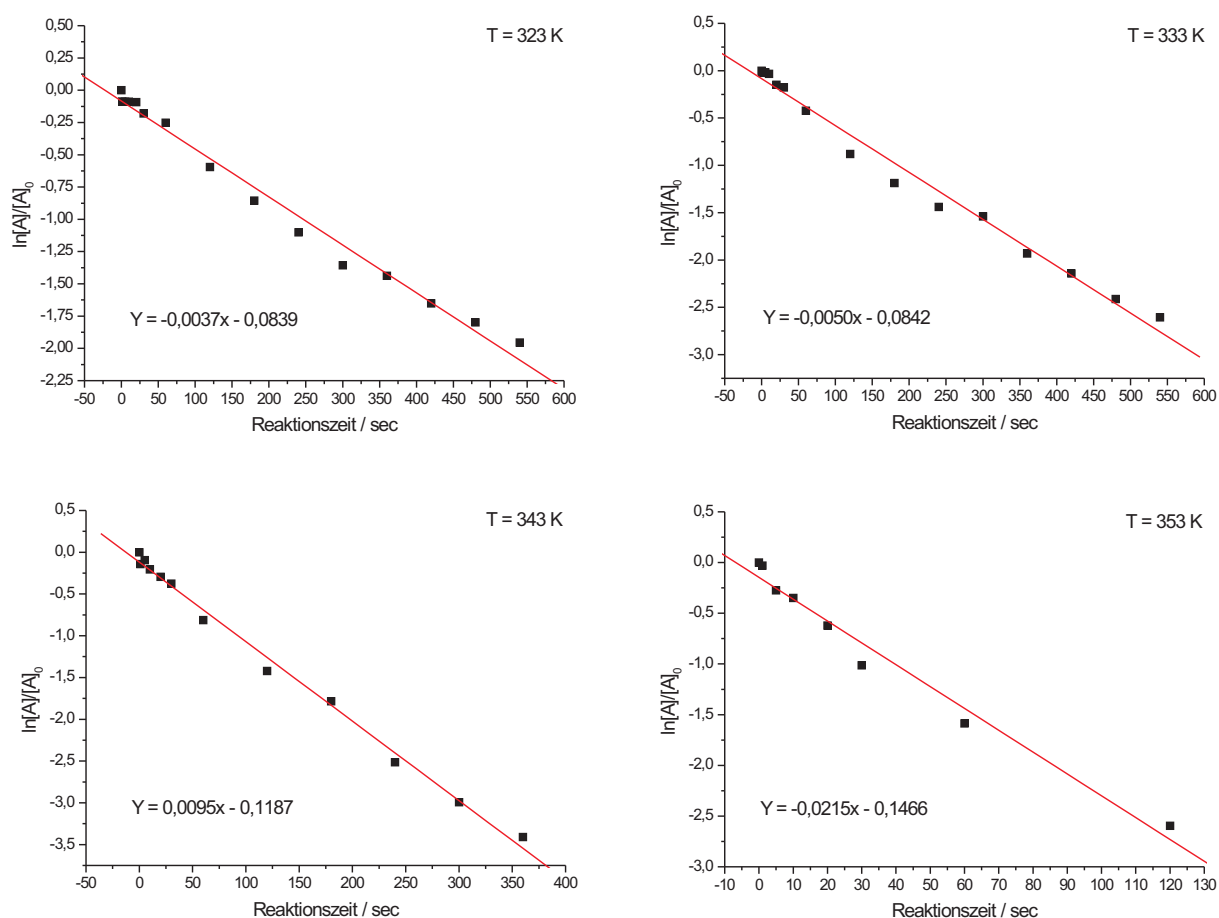 T = 323 K
0,50
0,25
0,00
-0,25
-0,50
-0,75
-1,00
-1,25
-1,50
-1,75
-2,00
-2,25
ln[A]/[A]0
Y = -0,0037x - 0,0839
-50 0 50 100 150 200 250 300 350 400 450 500 550 600
Reaktionszeit / sec
T = 333 K
0,0
-0,5
-1,0
-1,5
-2,0
-2,5
-3,0
ln[A]/[A]0
Y = -0,0050x - 0,0842
-50 0 50 100 150 200 250 300 350 400 450 500 550 600
Reaktionszeit / sec
T = 343 K
0,5
0,0
-0,5
-1,0
-1,5
-2,0
-2,5
-3,0
-3,5
ln[A]/[A]0
Y = 0,0095x - 0,1187
-50 0 50 100 150 200 250 300 350 400
Reaktionszeit / sec
T = 353 K
0,5
0,0
-0,5
-1,0
-1,5
-2,0
-2,5
-3,0
ln[A]/[A]0
Y = -0,0215x - 0,1466
-10 0 10 20 30 40 50 60 70 80 90 100 110 120 130
Reaktionszeit / sec